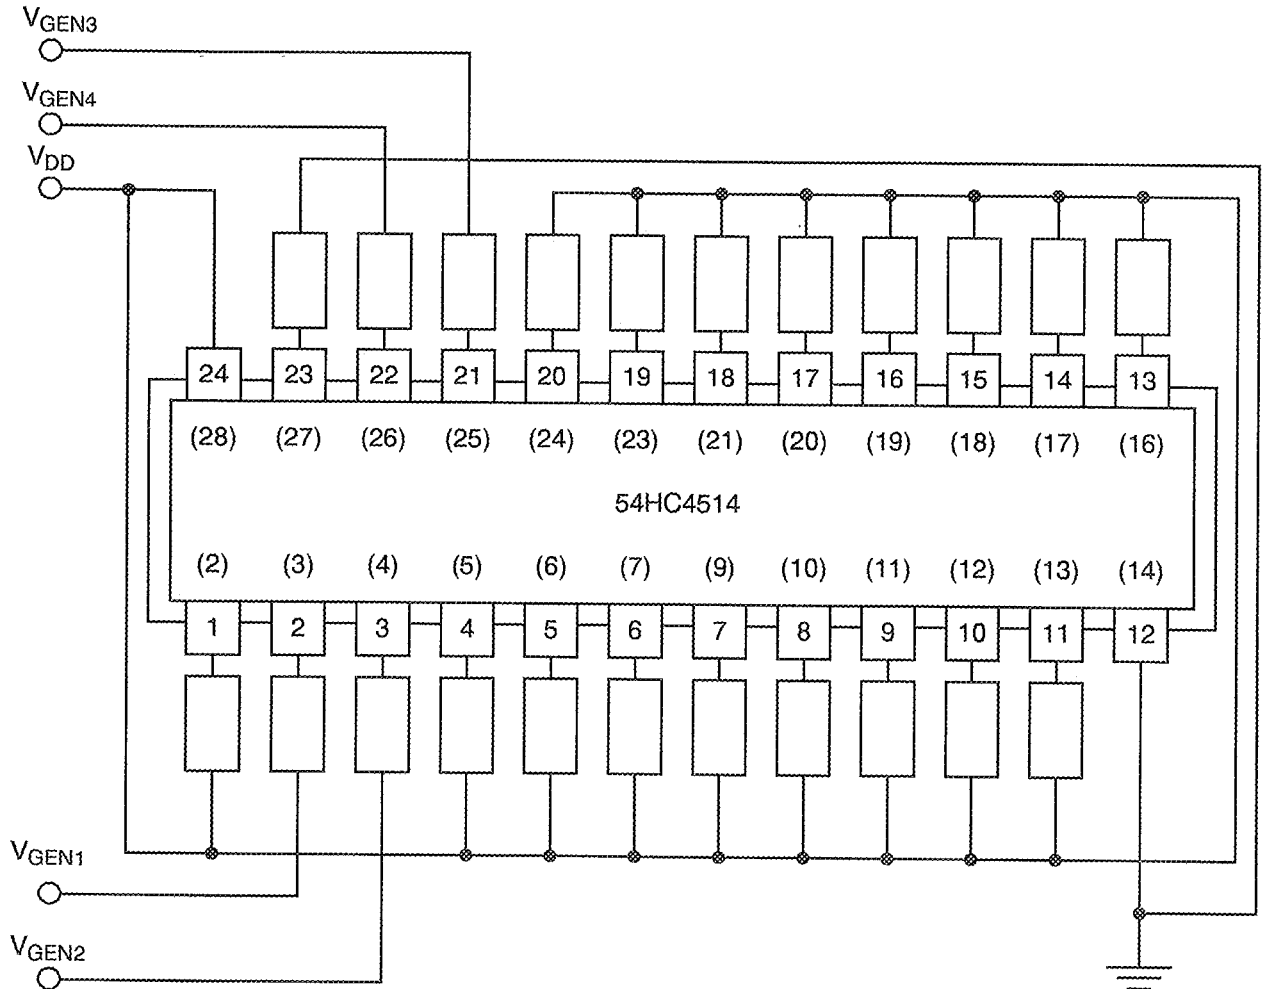 VGEN3
VGEN4
VDD
24 23 22 21 20 19 18 17 16 15 14 13
(28) (27) (26) (25) (24) (23) (21) (20) (19) (18) (17) (16)
54HC4514
(2) (3) (4) (5) (6) (7) (9) (10) (11) (12) (13) (14)
1 2 3 4 5 6 7 8 9 10 11 12
VGEN1
VGEN2